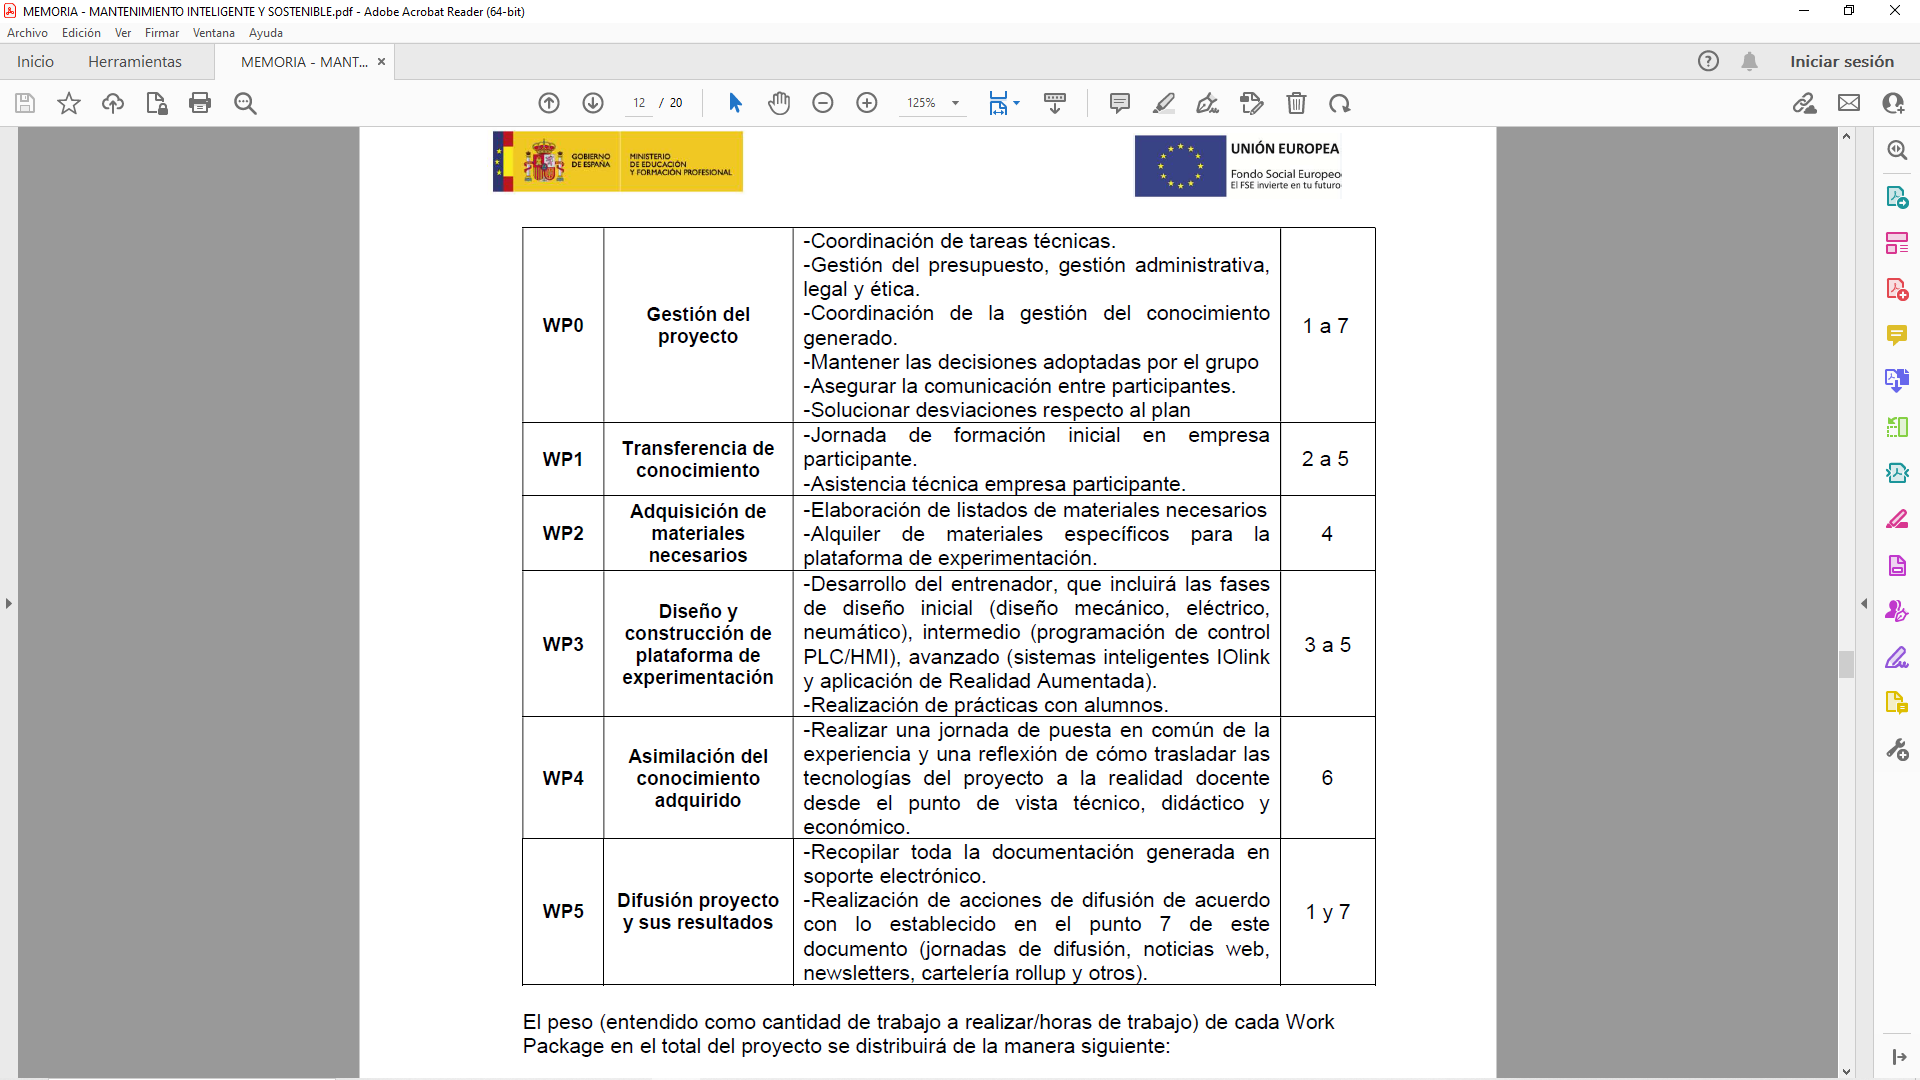 MEMORIA - MANTENIMIENTO INTELIGENTE Y SOSTENIBLE.pdf - Adobe Acrobat Reader (64-bit)
Archivo Edición Ver Firmar Ventana Ayuda
Inicio Herramientas MEMORIA - MANT... × Iniciar sesión
12 / 20 125%
GOBIERNO DE ESPAÑA
MINISTERIO DE EDUCACIÓN Y FORMACIÓN PROFESIONAL
UNIÓN EUROPEA
Fondo Social Europeo
El FSE invierte en tu futuro
WP0
Gestión del
proyecto
-Coordinación de tareas técnicas.
-Gestión del presupuesto, gestión administrativa,
legal y ética.
-Coordinación de la gestión del conocimiento
generado.
-Mantener las decisiones adoptadas por el grupo
-Asegurar la comunicación entre participantes.
-Solucionar desviaciones respecto al plan
1 a 7
WP1
Transferencia de
conocimiento
-Jornada de formación inicial en empresa
participante.
-Asistencia técnica empresa participante.
2 a 5
WP2
Adquisición de
materiales
necesarios
-Elaboración de listados de materiales necesarios
-Alquiler de materiales específicos para la
plataforma de experimentación.
4
WP3
Diseño y
construcción de
plataforma de
experimentación
-Desarrollo del entrenador, que incluirá las fases
de diseño inicial (diseño mecánico, eléctrico,
neumático), intermedio (programación de control
PLC/HMI), avanzado (sistemas inteligentes IOlink
y aplicación de Realidad Aumentada).
-Realización de prácticas con alumnos.
3 a 5
WP4
Asimilación del
conocimiento
adquirido
-Realizar una jornada de puesta en común de la
experiencia y una reflexión de cómo trasladar las
tecnologías del proyecto a la realidad docente
desde el punto de vista técnico, didáctico y
económico.
6
WP5
Difusión proyecto
y sus resultados
-Recopilar toda la documentación generada en
soporte electrónico.
-Realización de acciones de difusión de acuerdo
con lo establecido en el punto 7 de este
documento (jornadas de difusión, noticias web,
newsletters, cartelería rollup y otros).
1 y 7
El peso (entendido como cantidad de trabajo a realizar/horas de trabajo) de cada Work
Package en el total del proyecto se distribuirá de la manera siguiente: